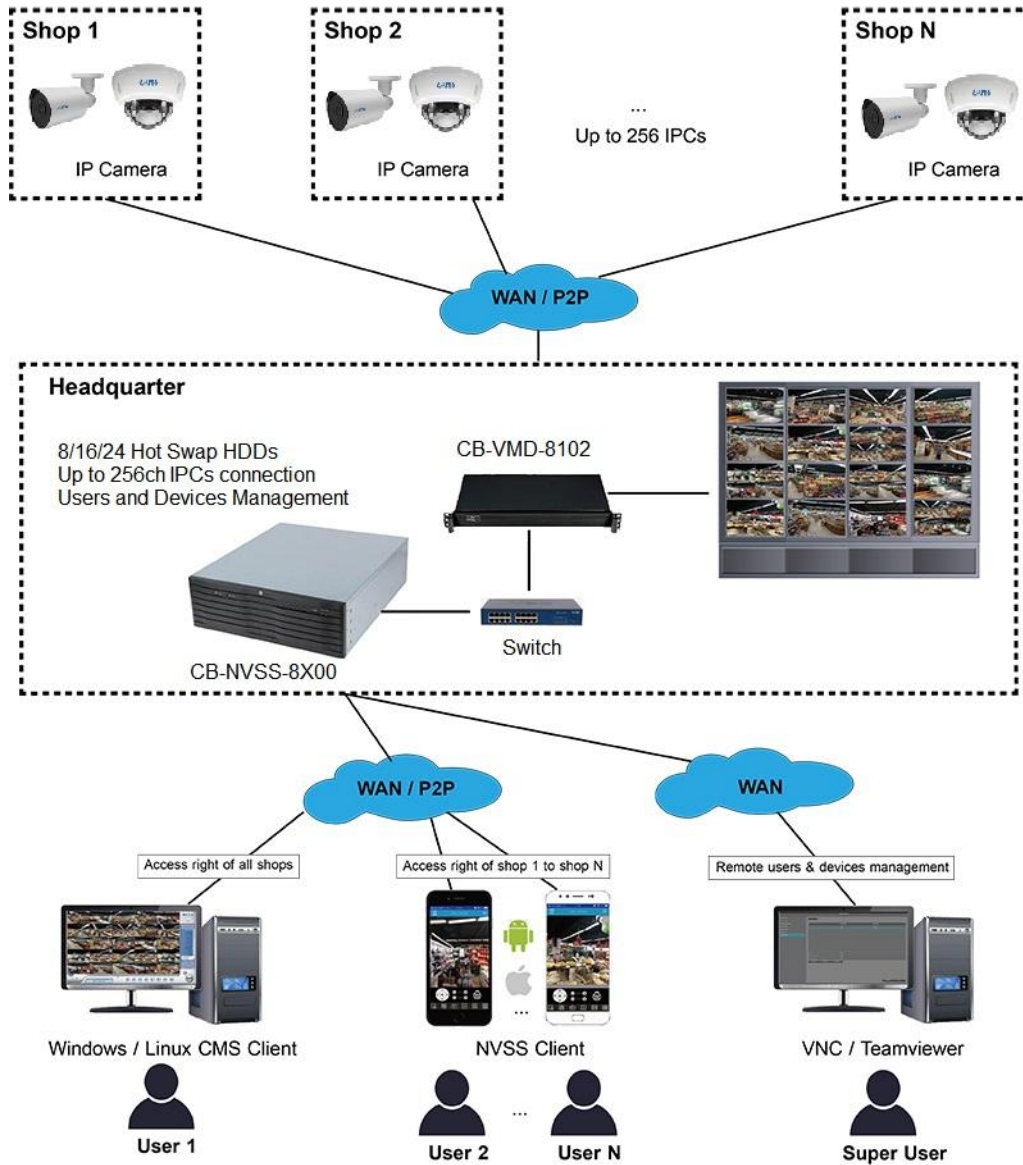 Shop 1
Shop 2
Shop N
...
Up to 256 IPCs
IP Camera
IP Camera
IP Camera
WAN / P2P
Headquarter
8/16/24 Hot Swap HDDs
Up to 256ch IPCs connection
Users and Devices Management
CB-VMD-8102
Switch
CB-NVSS-8X00
WAN / P2P
WAN
Access right of all shops
Access right of shop 1 to shop N
Remote users & devices management
...
Windows / Linux CMS Client
NVSS Client
VNC / Teamviewer
...
User 1
User 2
User N
Super User